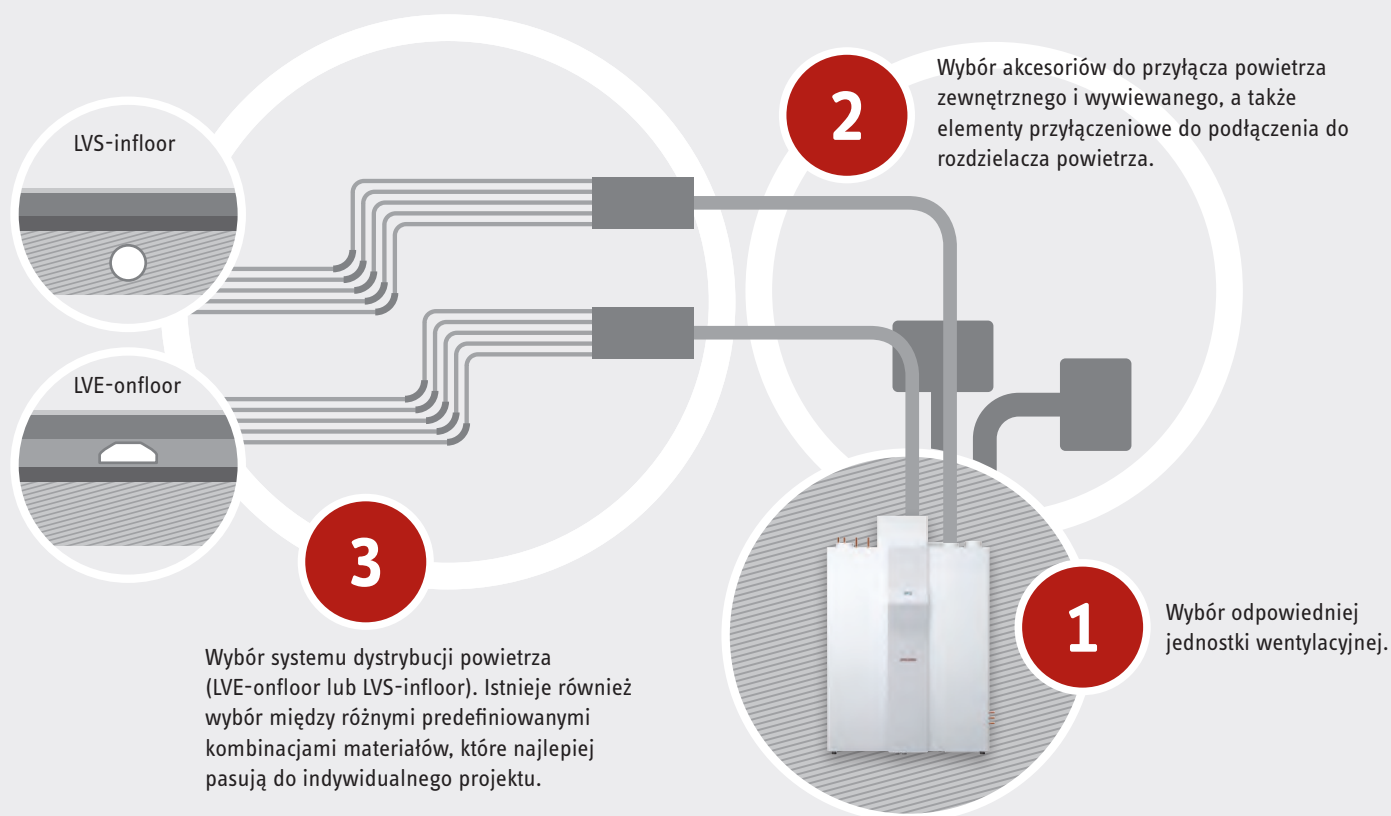 LVS-infloor
LVE-onfloor
2
Wybór akcesoriów do przyłącza powietrza
zewnętrznego i wywiewanego, a także
elementy przyłączeniowe do podłączenia do
rozdzielacza powietrza.
3
Wybór systemu dystrybucji powietrza
(LVE-onfloor lub LVS-infloor). Istnieje również
wybór między różnymi predefiniowanymi
kombinacjami materiałów, które najlepiej
pasują do indywidualnego projektu.
1
Wybór odpowiedniej
jednostki wentylacyjnej.